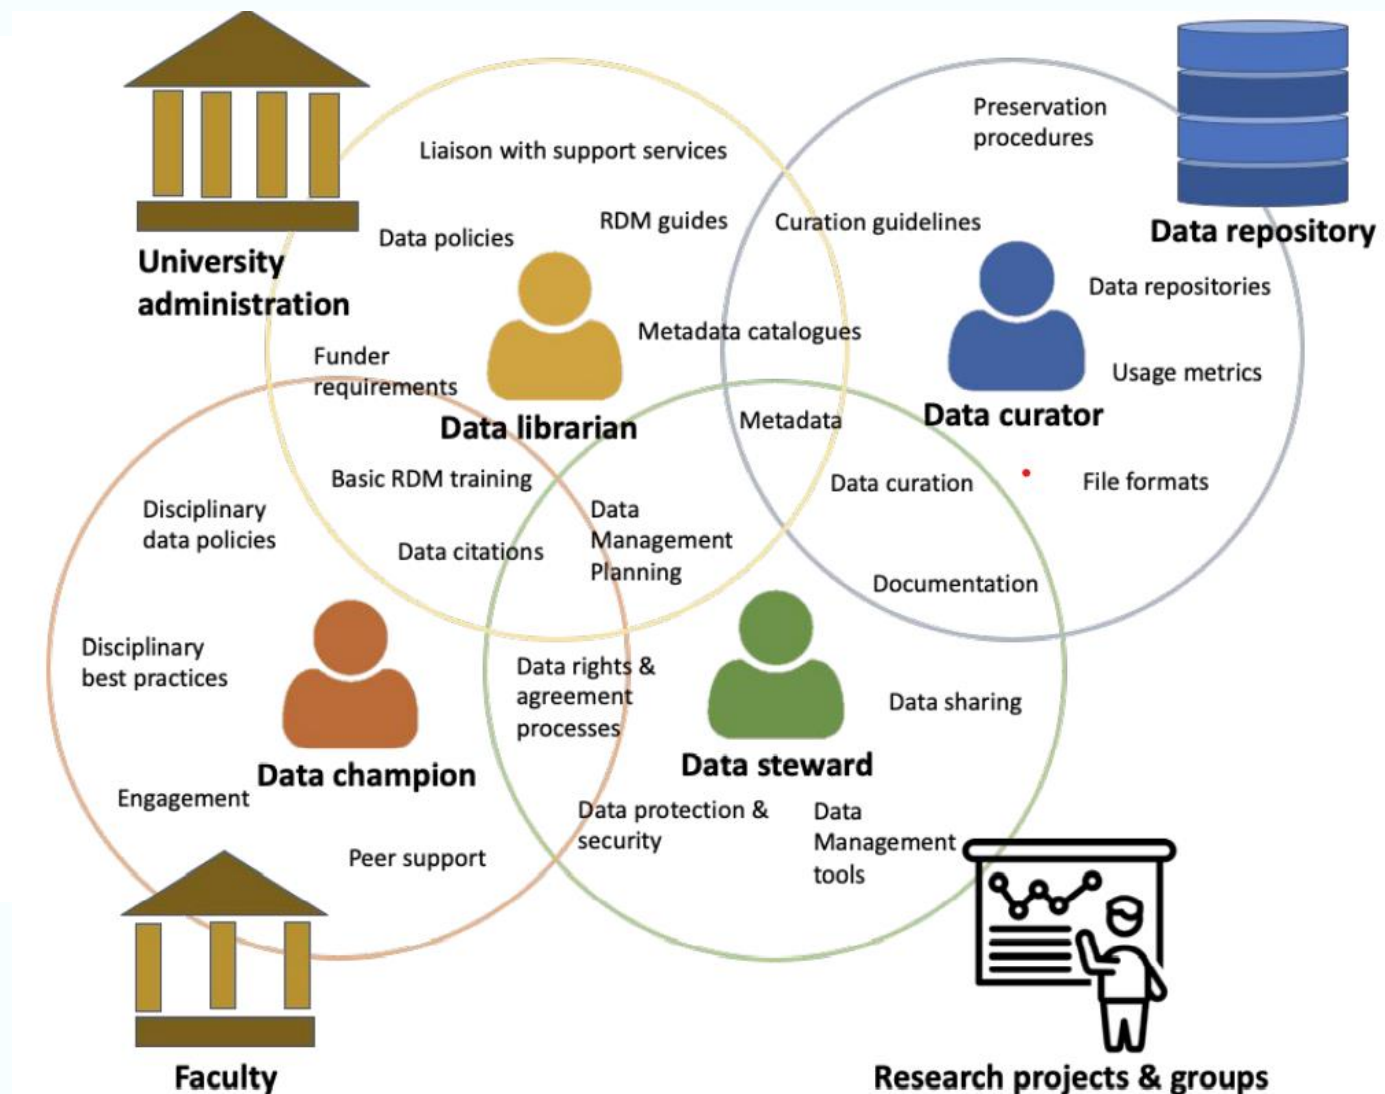 Preservation
procedures
Liaison with support services
RDM guides
Curation guidelines
Data repository
Data policies
University
administration
Data repositories
Metadata catalogues
Funder
requirements
Usage metrics
Data librarian
Metadata
Data curator
Basic RDM training
Data curation
File formats
Disciplinary
data policies
Data
Management
Planning
Data citations
Documentation
Disciplinary
best practices
Data rights &
agreement
processes
Data sharing
Data champion
Data steward
Engagement
Data protection &
security
Data
Management
tools
Peer support
Faculty
Research projects & groups